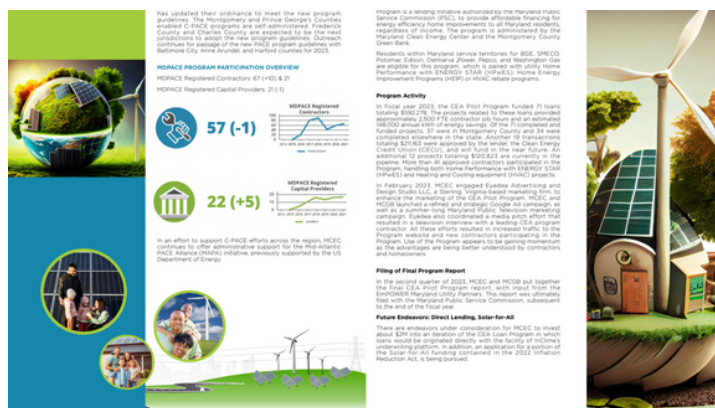 has updated their ordinance to meet the new program
guidelines. The Montgomery and Prince George's Counties
enabled C-PACE programs are self-administered. Frederick
County and Charles County are expected to be the next
jurisdictions to adopt the new program guidelines. Outreach
continues for passage of the new PACE program guidelines with
Baltimore City, Anne Arundel, and Harford counties for 2023.
MDPACE PROGRAM PARTICIPATION OVERVIEW
MDPACE Registered Contractors: 67 (+10) & 21
MDPACE Registered Capital Providers: 21 (-1)
57 (-1)
MDPACE Registered
Contractors
100
80
60
40
20
0
2014 2015 2016 2017 2018 2019 2020 2021
Contractors
22 (+5)
MDPACE Registered
Capital Providers
20
10
0
2014 2015 2016 2017 2018 2019 2020 2021
In an effort to support C-PACE efforts across the region, MCEC
continues to offer administrative support for the Mid-Atlantic
PACE Alliance (MAPA) initiative, previously supported by the US
Department of Energy.
Program is a lending initiative authorized by the Maryland Public
Service Commission (PSC), to provide affordable financing for
energy efficiency home improvements to all Maryland residents,
regardless of income. The program is administered by the
Maryland Clean Energy Center and the Montgomery County
Green Bank.
Residents within Maryland service territories for BGE, SMECO,
Potomac Edison, Delmarva Power, Pepco, and Washington Gas
are eligible for this program, which is paired with utility Home
Performance with ENERGY STAR (HPwES), Home Energy
Improvement Programs (HEIP) or HVAC rebate programs.
Program Activity
In fiscal year 2023, the CEA Pilot Program funded 71 loans
totaling $592,278. The projects related to these loans provided
approximately 2,500 FTE contractor job hours and an estimated
148,000 annual kWh of energy savings. Of the 71 completed and
funded projects, 37 were in Montgomery County and 34 were
completed elsewhere in the state. Another 19 transactions
totaling $211,163 were approved by the lender, the Clean Energy
Credit Union (CECU), and will fund in the near future. An
additional 12 projects totaling $120,823 are currently in the
pipeline. More than 41 approved contractors participated in the
Program, handling both Home Performance with ENERGY STAR
(HPwES) and Heating and Cooling equipment (HVAC) projects.
In February 2023, MCEC engaged Eyedea Advertising and
Design Studio LLC, a Sterling, Virginia-based marketing firm, to
enhance the marketing of the CEA Pilot Program. MCEC and
MCGB launched a refined and strategic Google Ad campaign, as
well as a summer-long Maryland Public Television marketing
campaign. Eyedea also coordinated a media pitch effort that
resulted in a television interview with a leading CEA program
contractor. All these efforts resulted in increased traffic to the
Program website and new contractors participating in the
Program. Use of the Program appears to be gaining momentum
as the advantages are being better understood by contractors
and homeowners.
Filing of Final Program Report
In the second quarter of 2023, MCEC and MCGB put together
the final CEA Pilot Program report, with input from the
EmPOWER Maryland Utility Partners. This report was ultimately
filed with the Maryland Public Service Commission, subsequent
to the end of the fiscal year.
Future Endeavors: Direct Lending, Solar-for-All
There are endeavors under consideration for MCEC to invest
about $2M into an iteration of the CEA Loan Program in which
loans would be originated directly with the facility of InClime's
underwriting platform. In addition, an application for a portion of
the Solar-for-All funding contained in the 2022 Inflation
Reduction Act, is being pursued.